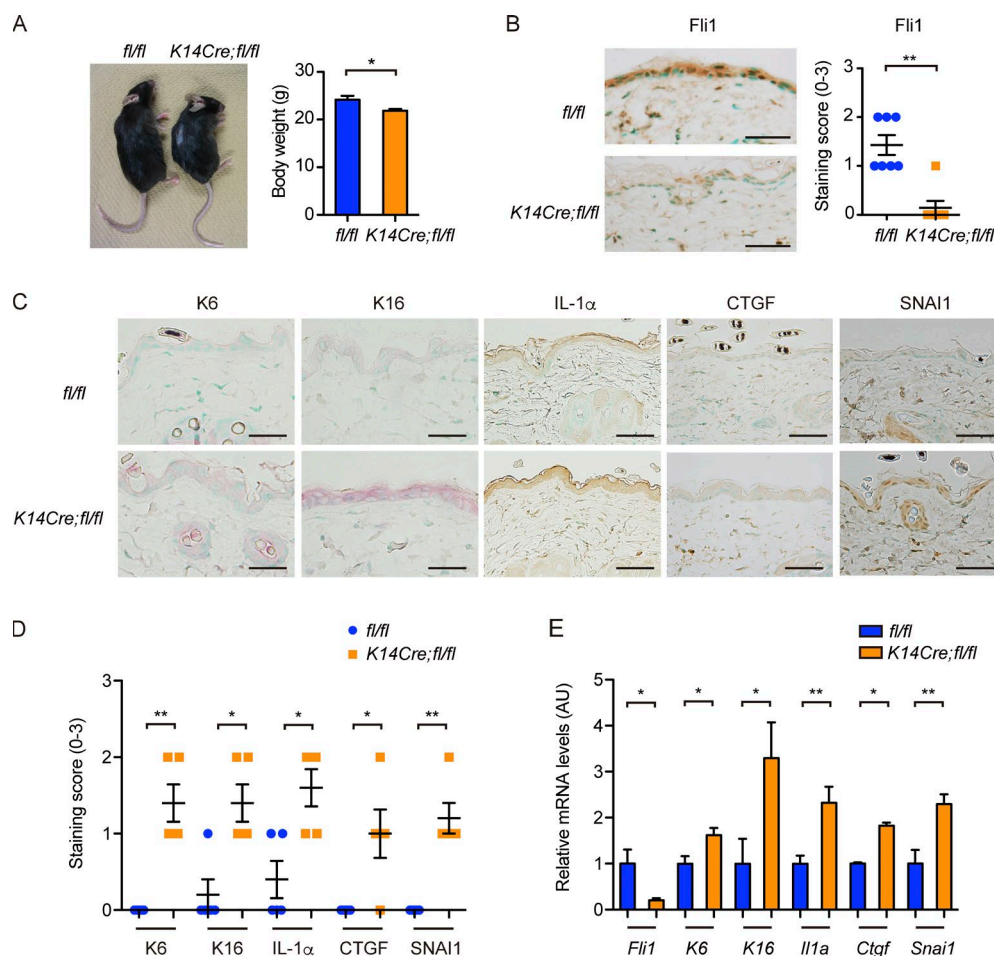 A
fl/fl K14Cre;fl/fl
Body weight (g)
30
20
10
0
*
fl/fl K14Cre;fl/fl
B
Fli1
fl/fl
K14Cre;fl/fl
Fli1
Staining score (0-3)
3
2
1
0
**
fl/fl K14Cre;fl/fl
C
K6 K16 IL-1α CTGF SNAI1
fl/fl
K14Cre;fl/fl
D
fl/fl
K14Cre;fl/fl
Staining score (0-3)
3
2
1
0
** * * * **
K6 K16 IL-1α CTGF SNAI1
E
fl/fl
K14Cre;fl/fl
Relative mRNA levels (AU)
5
4
3
2
1
0
* * * ** * **
Fli1 K6 K16 Il1a Ctgf Snai1